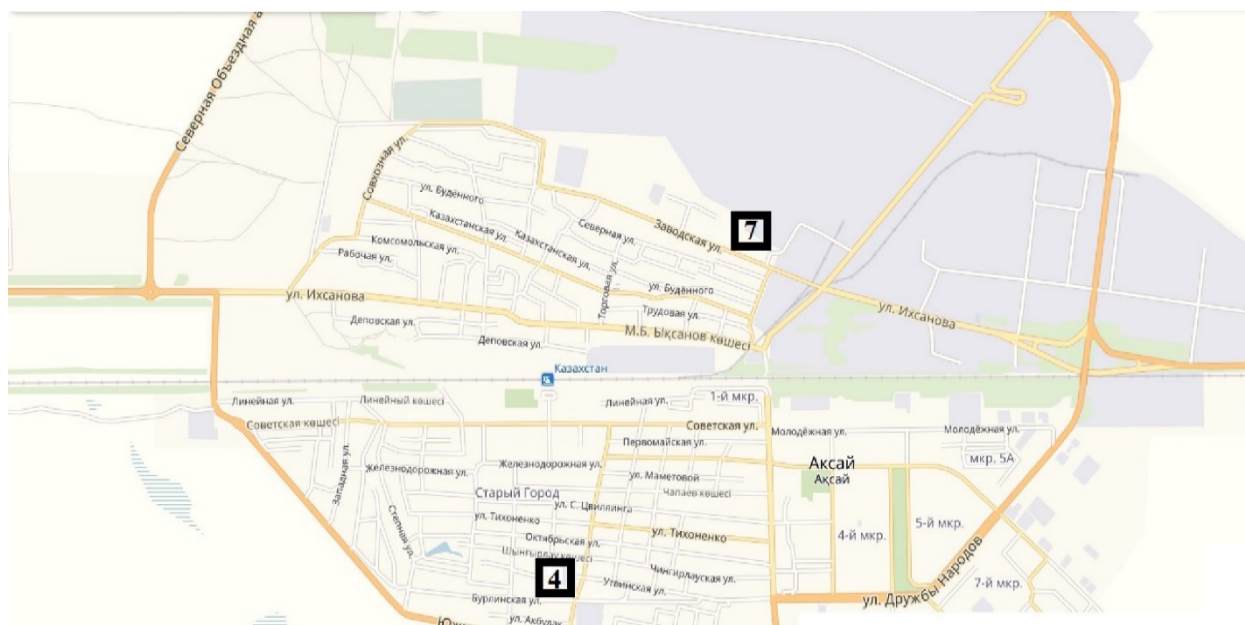 Северная Объездная а
Совхозная ул.
ул. Будённого
Казахстанская ул.
Комсомольская ул.
Рабочая ул.
Казахстанская ул.
Северная ул.
Заводская ул.
7
Торговая ул.
ул. Будённого
Трудовая ул.
ул. Ихсанова
ул. Ихсанова
Деповская ул.
Деповская ул.
М.Б. Ықсанов көшесі
Казахстан
Линейная ул.
Линейный көшесі
Линейная ул.
1-й мкр.
Советская көшесі
Советская ул.
Молодёжная ул.
Молодёжная ул.
Первомайская ул.
мкр. 5А
Аксай
Ақсай
Западная ул.
Железнодорожная ул.
Железнодорожная ул.
ул. Маметовой
Чапаев көшесі
Старый Город
ул. С. Цвиллинга
Степная ул.
ул. Тихоненко
ул. Тихоненко
Октябрьская ул.
Шыңғырлау көшесі
4-й мкр.
5-й мкр.
4
Чингирлауская ул.
Утвинская ул.
7-й мкр.
Бурлинская ул.
ул. Дружбы Народов
ул. Акбулак